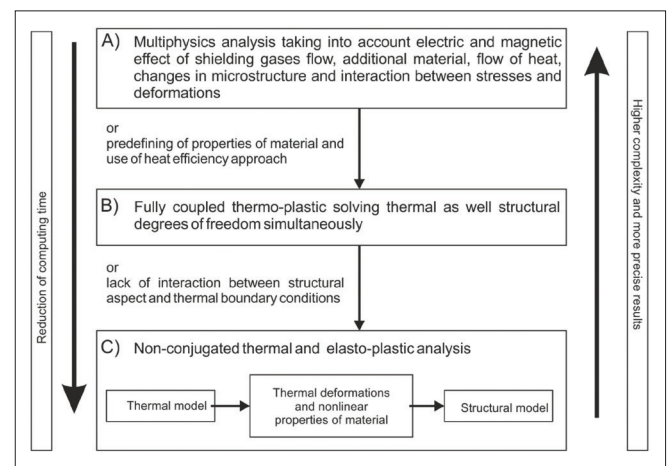 Reduction of computing time
A) Multiphysics analysis taking into account electric and magnetic
effect of shielding gases flow, additional material, flow of heat,
changes in microstructure and interaction between stresses and
deformations
or
predefining of properties of material and
use of heat efficiency approach
B) Fully coupled thermo-plastic solving thermal as well structural
degrees of freedom simultaneously
or
lack of interaction between structural
aspect and thermal boundary conditions
C) Non-conjugated thermal and elasto-plastic analysis
Thermal model
Thermal deformations
and nonlinear
properties of material
Structural model
Higher complexity and more precise results